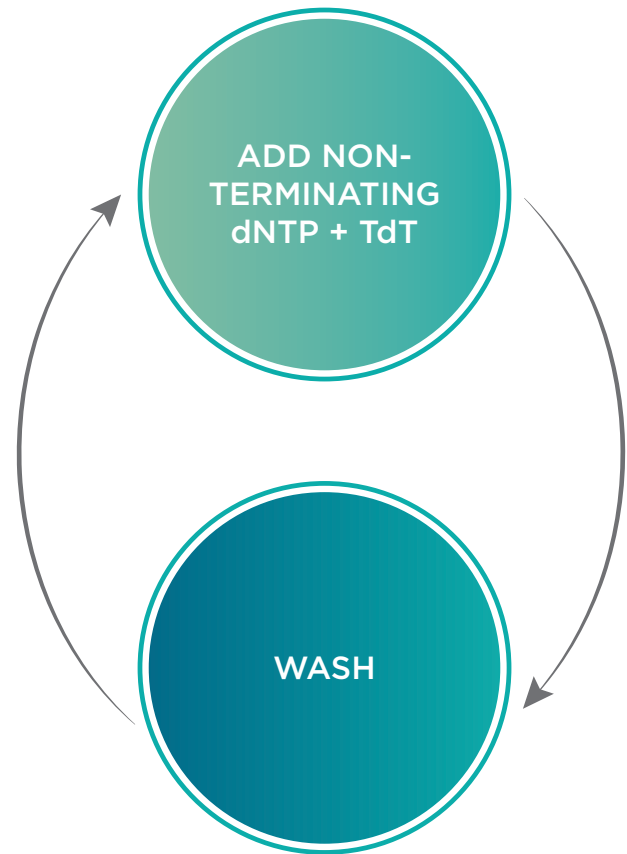 ADD NON-
TERMINATING
dNTP + TdT
WASH